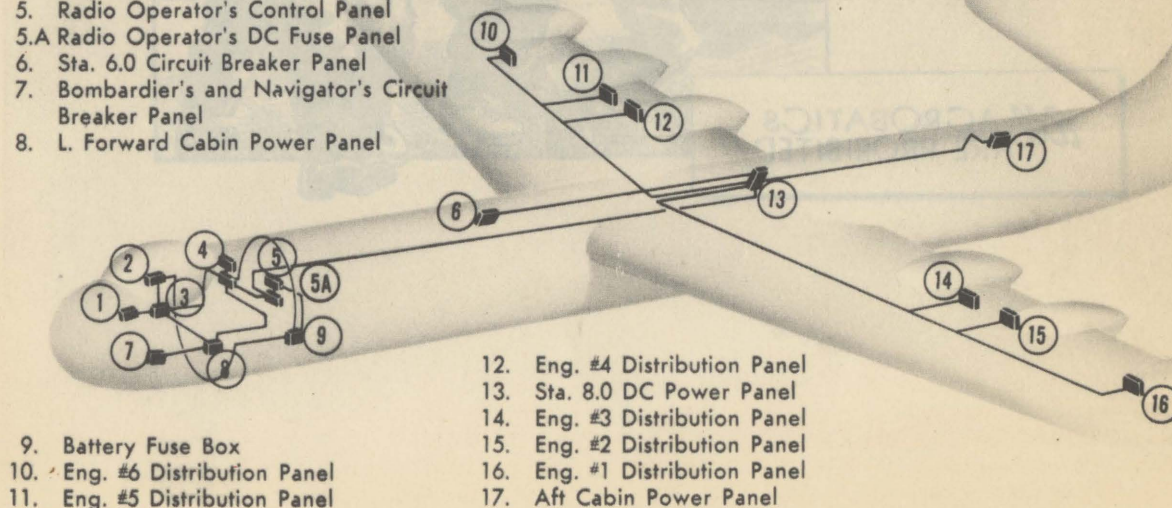 5. Radio Operator's Control Panel
5.A Radio Operator's DC Fuse Panel
6. Sta. 6.0 Circuit Breaker Panel
7. Bombardier's and Navigator's Circuit
Breaker Panel
8. L. Forward Cabin Power Panel
10
11
12
17
13
6
4
5
2
5A
1
3
14
9
15
7
8
16
12. Eng. #4 Distribution Panel
13. Sta. 8.0 DC Power Panel
14. Eng. #3 Distribution Panel
15. Eng. #2 Distribution Panel
16. Eng. #1 Distribution Panel
17. Aft Cabin Power Panel
9. Battery Fuse Box
10. Eng. #6 Distribution Panel
11. Eng. #5 Distribution Panel